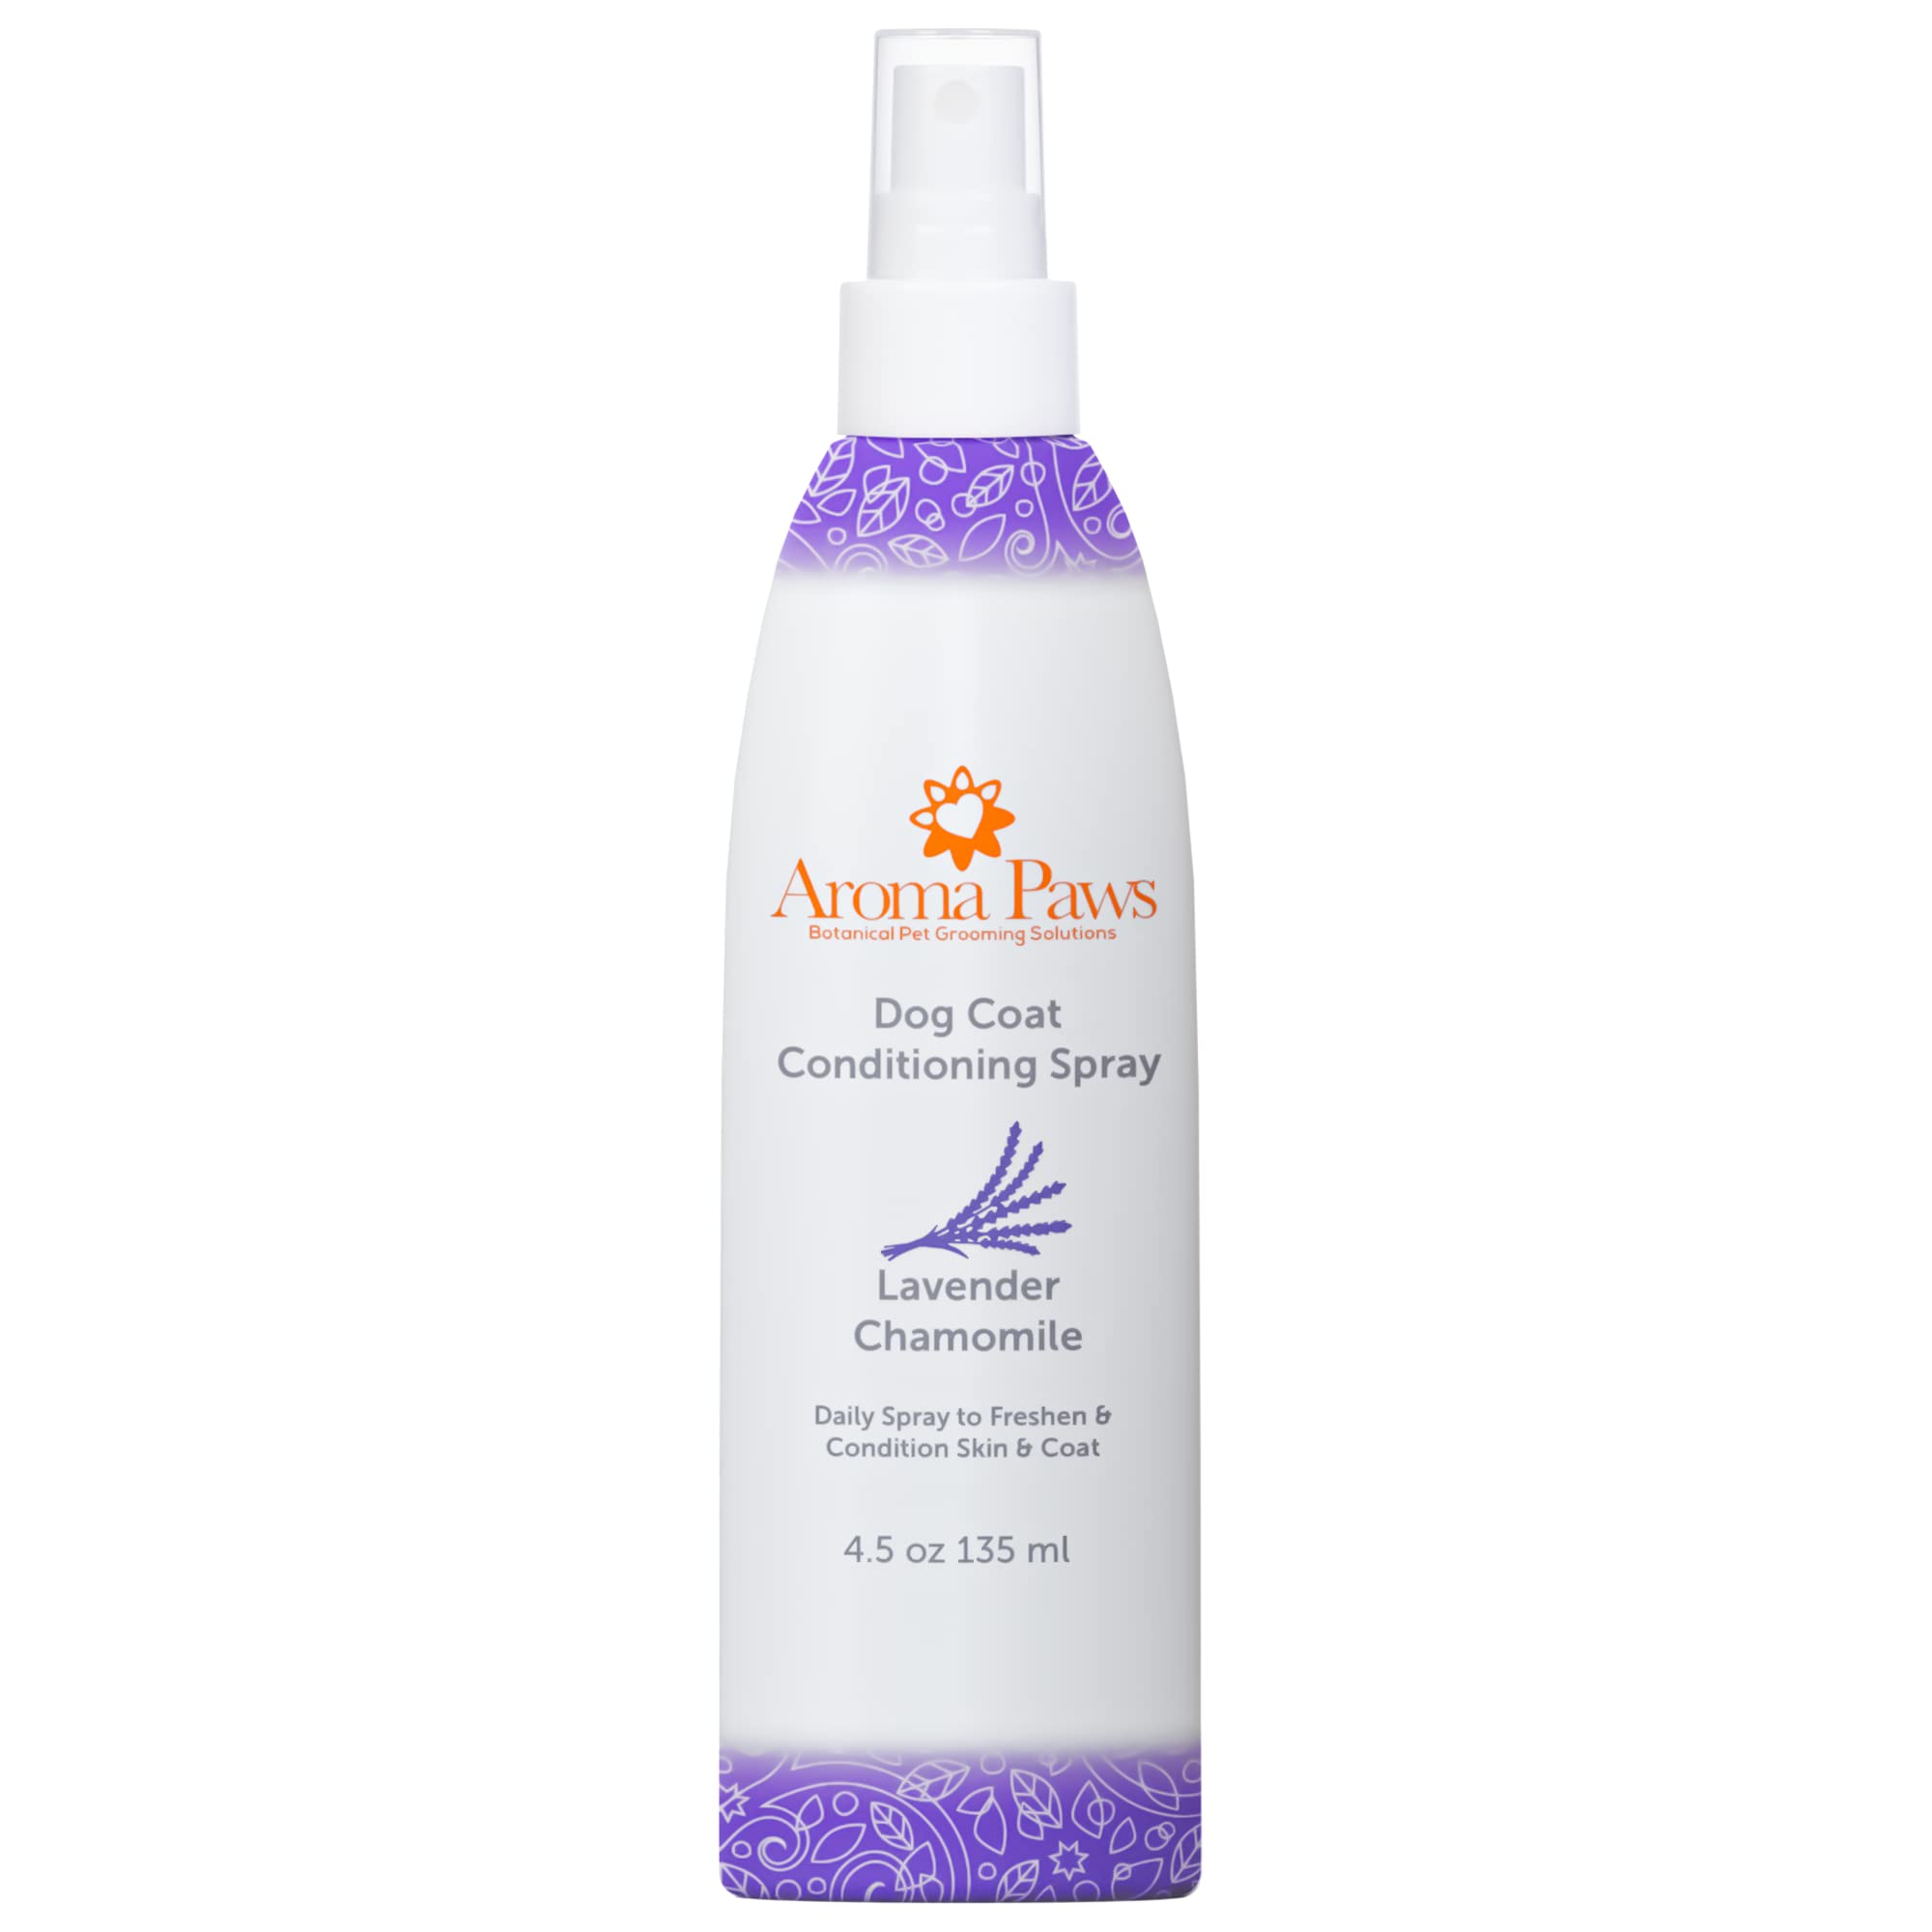 Aroma Paws
Botanical Pet Grooming Solutions
Dog Coat
Conditioning Spray
Lavender
Chamomile
Daily Spray to Freshen &
Condition Skin & Coat
4.5 oz 135 ml